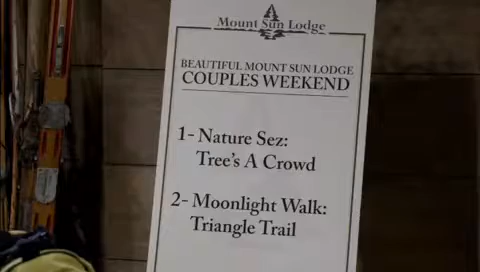 Mount Sun Lodge
BEAUTIFUL MOUNT SUN LODGE
COUPLES WEEKEND
1- Nature Sez:
Tree's A Crowd
2- Moonlight Walk:
Triangle Trail